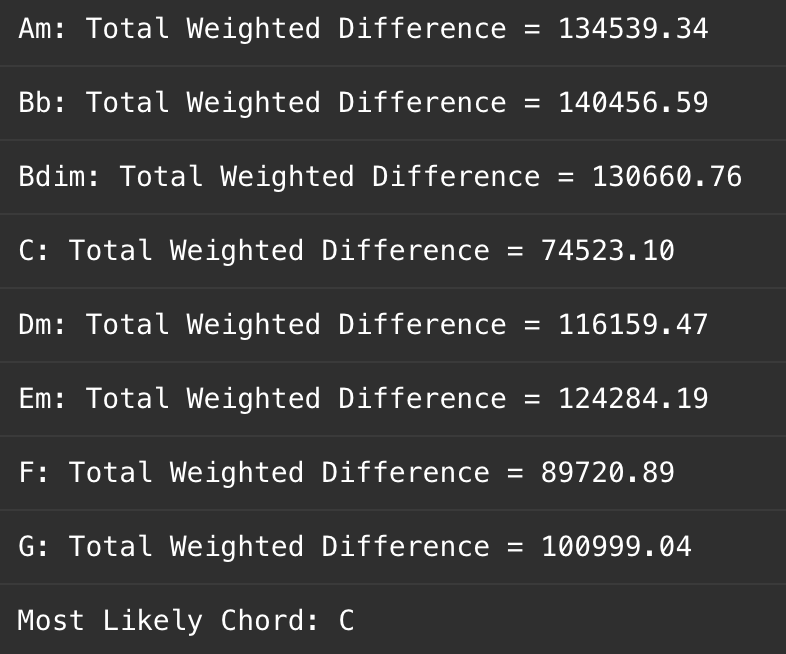 Am: Total Weighted Difference = 134539.34
Bb: Total Weighted Difference = 140456.59
Bdim: Total Weighted Difference = 130660.76
C: Total Weighted Difference = 74523.10
Dm: Total Weighted Difference = 116159.47
Em: Total Weighted Difference = 124284.19
F: Total Weighted Difference = 89720.89
G: Total Weighted Difference = 100999.04
Most Likely Chord: C